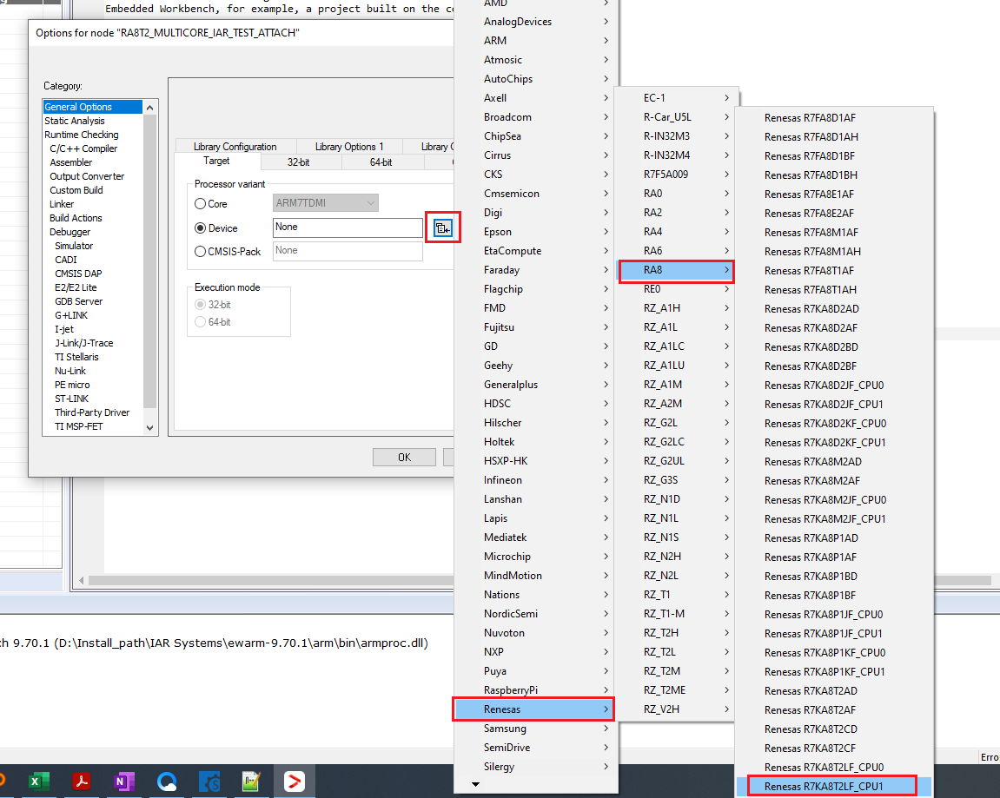 Embedded Workbench, for example, a project built on the co
Options for node "RA8T2_MULTICORE_IAR_TEST_ATTACH"
Category:
General Options
Static Analysis
Runtime Checking
C/C++ Compiler
Assembler
Output Converter
Custom Build
Linker
Build Actions
Debugger
Simulator
CADI
CMSIS DAP
E2/E2 Lite
GDB Server
G+LINK
I-jet
J-Link/J-Trace
TI Stellaris
Nu-Link
PE micro
ST-LINK
Third-Party Driver
TI MSP-FET
Library Configuration
Library Options 1
Library
Target
32-bit
64-bit
Processor variant
Core
ARM7TDMI
Device
None
CMSIS-Pack
None
Execution mode
32-bit
64-bit
OK
AMD
AnalogDevices
ARM
Atmosic
AutoChips
Axell
Broadcom
ChipSea
Cirrus
CKS
Cmsemicon
Digi
Epson
EtaCompute
Faraday
Flagchip
FMD
Fujitsu
GD
Geehy
Generalplus
HDSC
Hilscher
Holtek
HSXP-HK
Infineon
Lanshan
Lapis
Mediatek
Microchip
MindMotion
Nations
NordicSemi
Nuvoton
NXP
Puya
RaspberryPi
Renesas
Samsung
SemiDrive
Silergy
EC-1
R-Car_U5L
R-IN32M3
R-IN32M4
R7F5A009
RA0
RA2
RA4
RA6
RA8
RE0
RZ_A1H
RZ_A1L
RZ_A1LC
RZ_A1LU
RZ_A1M
RZ_A2M
RZ_G2L
RZ_G2LC
RZ_G2UL
RZ_G3S
RZ_N1D
RZ_N1L
RZ_N1S
RZ_N2H
RZ_N2L
RZ_T1
RZ_T1-M
RZ_T2H
RZ_T2L
RZ_T2M
RZ_T2ME
RZ_V2H
Renesas R7FA8D1AF
Renesas R7FA8D1AH
Renesas R7FA8D1BF
Renesas R7FA8D1BH
Renesas R7FA8E1AF
Renesas R7FA8E2AF
Renesas R7FA8M1AF
Renesas R7FA8M1AH
Renesas R7FA8T1AF
Renesas R7FA8T1AH
Renesas R7KA8D2AD
Renesas R7KA8D2AF
Renesas R7KA8D2BD
Renesas R7KA8D2BF
Renesas R7KA8D2JF_CPU0
Renesas R7KA8D2JF_CPU1
Renesas R7KA8D2KF_CPU0
Renesas R7KA8D2KF_CPU1
Renesas R7KA8M2AD
Renesas R7KA8M2AF
Renesas R7KA8M2JF_CPU0
Renesas R7KA8M2JF_CPU1
Renesas R7KA8P1AD
Renesas R7KA8P1AF
Renesas R7KA8P1BD
Renesas R7KA8P1BF
Renesas R7KA8P1JF_CPU0
Renesas R7KA8P1JF_CPU1
Renesas R7KA8P1KF_CPU0
Renesas R7KA8P1KF_CPU1
Renesas R7KA8T2AD
Renesas R7KA8T2AF
Renesas R7KA8T2CD
Renesas R7KA8T2CF
Renesas R7KA8T2LF_CPU0
Renesas R7KA8T2LF_CPU1
ch 9.70.1 (D:\Install_path\IAR Systems\ewarm-9.70.1\arm\bin\armproc.dll)
Erro